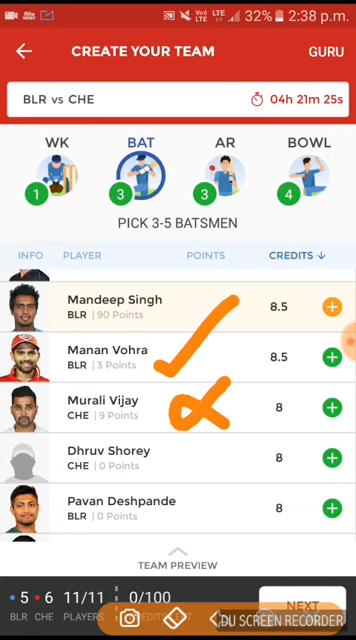 VoLTE LTE 32% 2:38 p.m.
CREATE YOUR TEAM GURU
BLR vs CHE 04h 21m 25s
WK BAT AR BOWL
1 3 3 4
PICK 3-5 BATSMEN
INFO PLAYER POINTS CREDITS ↓
Mandeep Singh
BLR | 90 Points 8.5
Manan Vohra
BLR | 3 Points 8.5
Murali Vijay
CHE | 9 Points 8
Dhruv Shorey
CHE | 0 Points 8
Pavan Deshpande
BLR | 0 Points 8
TEAM PREVIEW
5 6 11/11 0/100 NEXT
BLR CHE PLAYERS CREDITS
DU SCREEN RECORDER